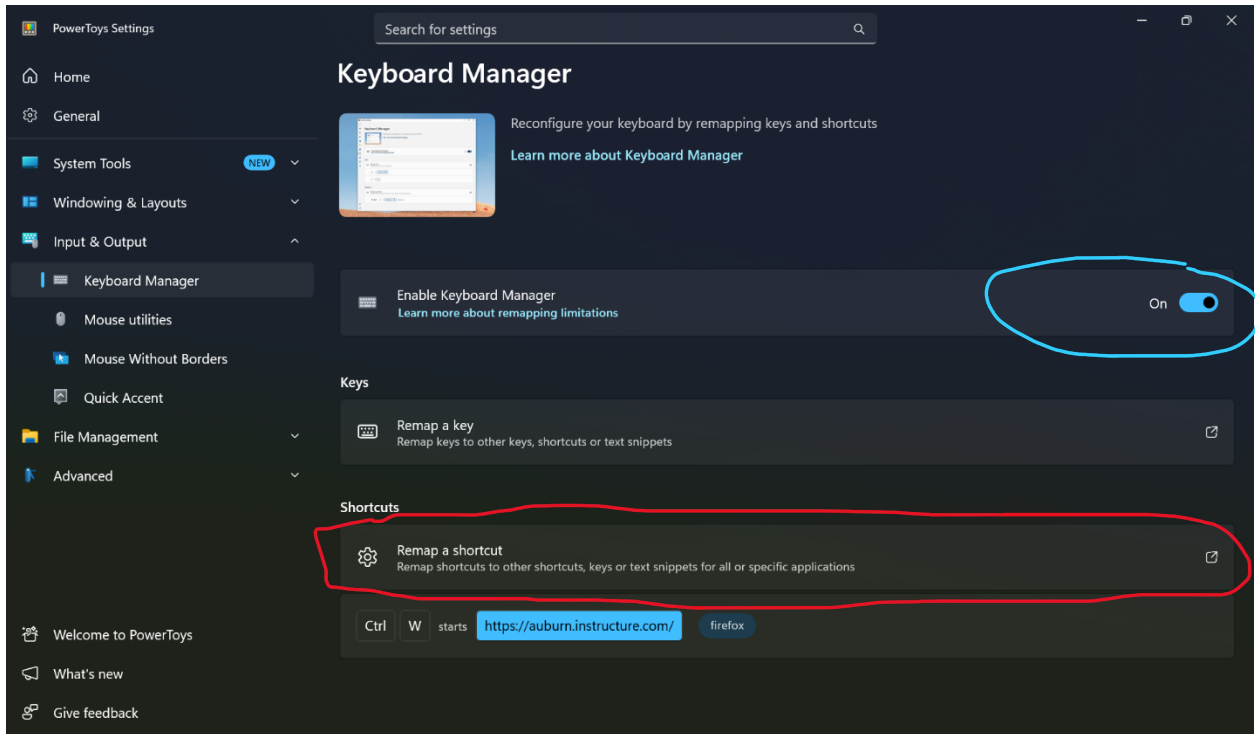 PowerToys Settings
Search for settings
Home
General
System Tools NEW
Windowing & Layouts
Input & Output
Keyboard Manager
Mouse utilities
Mouse Without Borders
Quick Accent
File Management
Advanced
Welcome to PowerToys
What's new
Give feedback
Keyboard Manager
Reconfigure your keyboard by remapping keys and shortcuts
Learn more about Keyboard Manager
Enable Keyboard Manager
Learn more about remapping limitations
On
Keys
Remap a key
Remap keys to other keys, shortcuts or text snippets
Shortcuts
Remap a shortcut
Remap shortcuts to other shortcuts, keys or text snippets for all or specific applications
Ctrl W starts https://auburn.instructure.com/ firefox